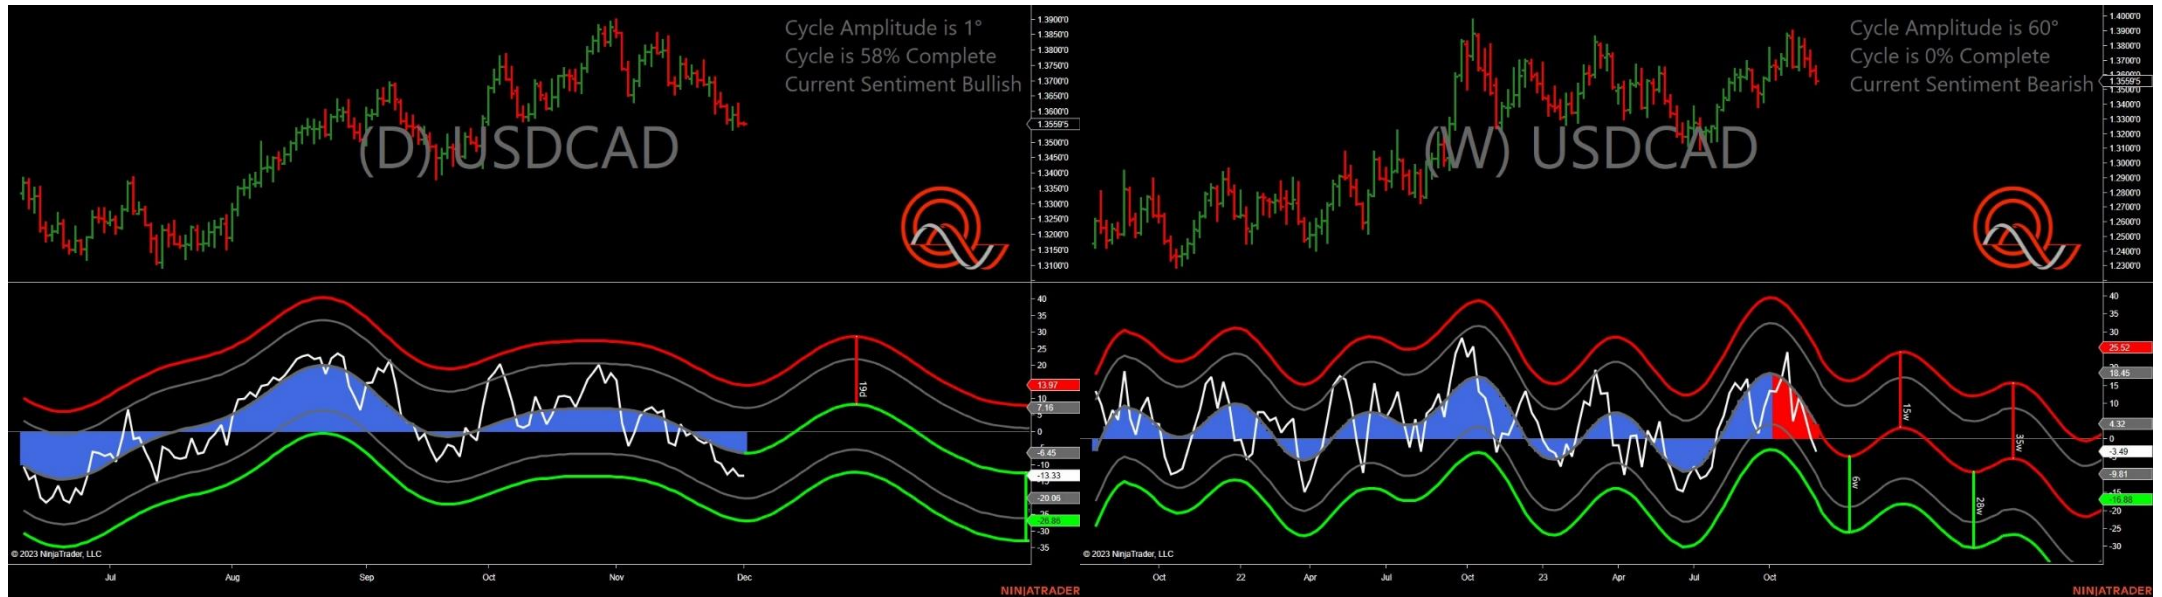 Cycle Amplitude is 1°
Cycle is 58% Complete
Current Sentiment Bullish
(D) USDCAD
1.3900'0
1.3850'0
1.3800'0
1.3750'0
1.3700'0
1.3650'0
1.3600'0
1.3559'5
1.3500'0
1.3450'0
1.3400'0
1.3350'0
1.3300'0
1.3250'0
1.3200'0
1.3150'0
1.3100'0
40
35
30
25
20
13.97
10
7.16
5
0
-6.45
-10
-13.33
-20.06
-26.86
-30
-35
19d
© 2023 NinjaTrader, LLC
Jul
Aug
Sep
Oct
Nov
Dec
NINJATRADER
Cycle Amplitude is 60°
Cycle is 0% Complete
Current Sentiment Bearish
(W) USDCAD
1.4000'0
1.3900'0
1.3800'0
1.3700'0
1.3600'0
1.3559'5
1.3500'0
1.3400'0
1.3200'0
1.3100'0
1.3000'0
1.2900'0
1.2800'0
1.2700'0
1.2600'0
1.2500'0
1.2400'0
1.2300'0
40
35
30
25.52
18.45
15
10
4.32
0
-3.49
-9.81
-15
-16.88
-20
-25
-30
15w
35w
6w
28w
© 2023 NinjaTrader, LLC
Oct
22
Apr
Jul
Oct
23
Apr
Jul
Oct
NINJATRADER